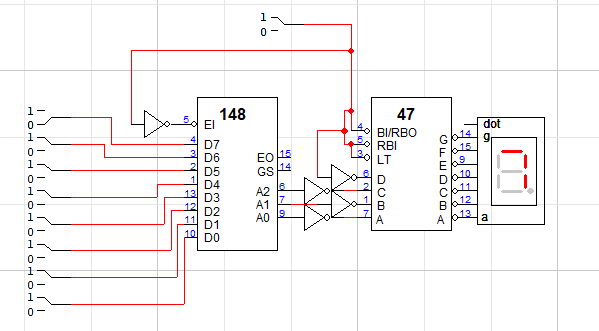 1
0
148
47
dot
g
a
1
0
1
0
1
0
1
0
1
0
1
0
1
0
1
0
5 EI
4 D7
3 D6
2 D5
1 D4
13 D3
12 D2
11 D1
10 D0
EO 15
GS 14
A2 6
A1 7
A0 9
4 BI/RBO
5 RBI
3 LT
6 D
2 C
1 B
7 A
G 14
F 15
E 9
D 10
C 11
B 12
A 13